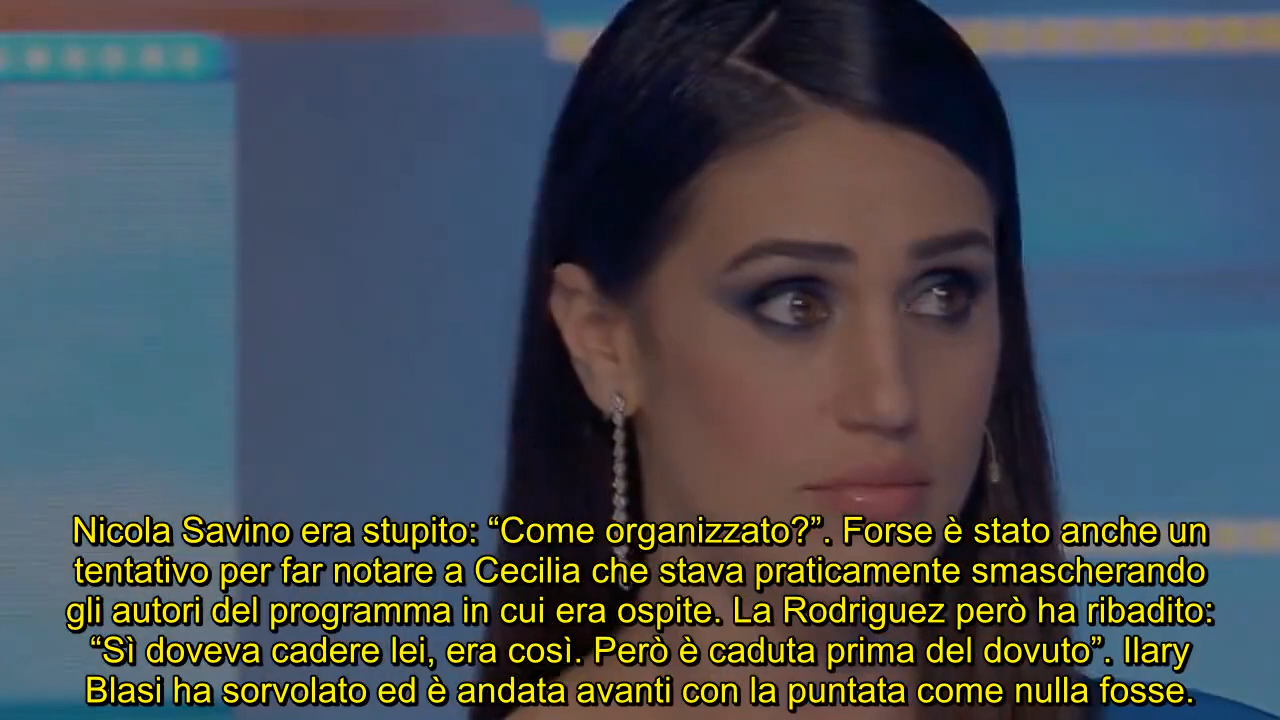 Nicola Savino era stupito: “Come organizzato?”. Forse è stato anche un
tentativo per far notare a Cecilia che stava praticamente smascherando
gli autori del programma in cui era ospite. La Rodriguez però ha ribadito:
“Sì doveva cadere lei, era così. Però è caduta prima del dovuto”. Ilary
Blasi ha sorvolato ed è andata avanti con la puntata come nulla fosse.